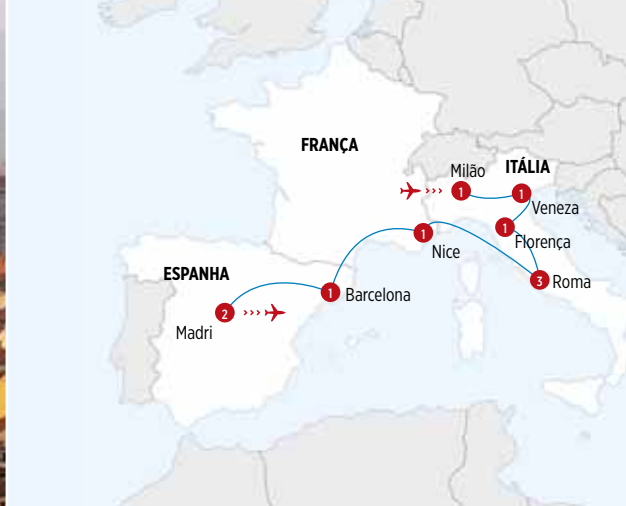 FRANÇA
Milão
ITÁLIA
1
1
Veneza
1
Florença
1
Nice
ESPANHA
3
Roma
1
Barcelona
2
Madri